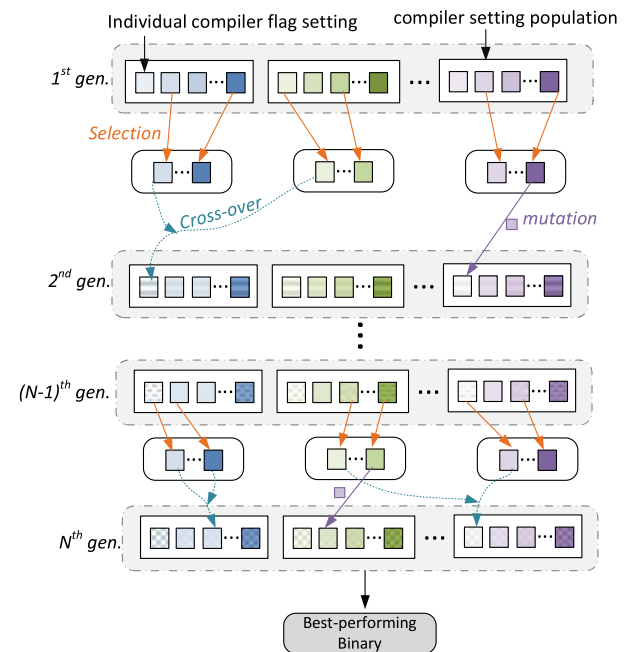 Individual compiler flag setting
compiler setting population
1st gen.
...
Selection
...
Cross-over
mutation
2nd gen.
...
(N-1)th gen.
...
Nth gen.
...
Best-performing
Binary